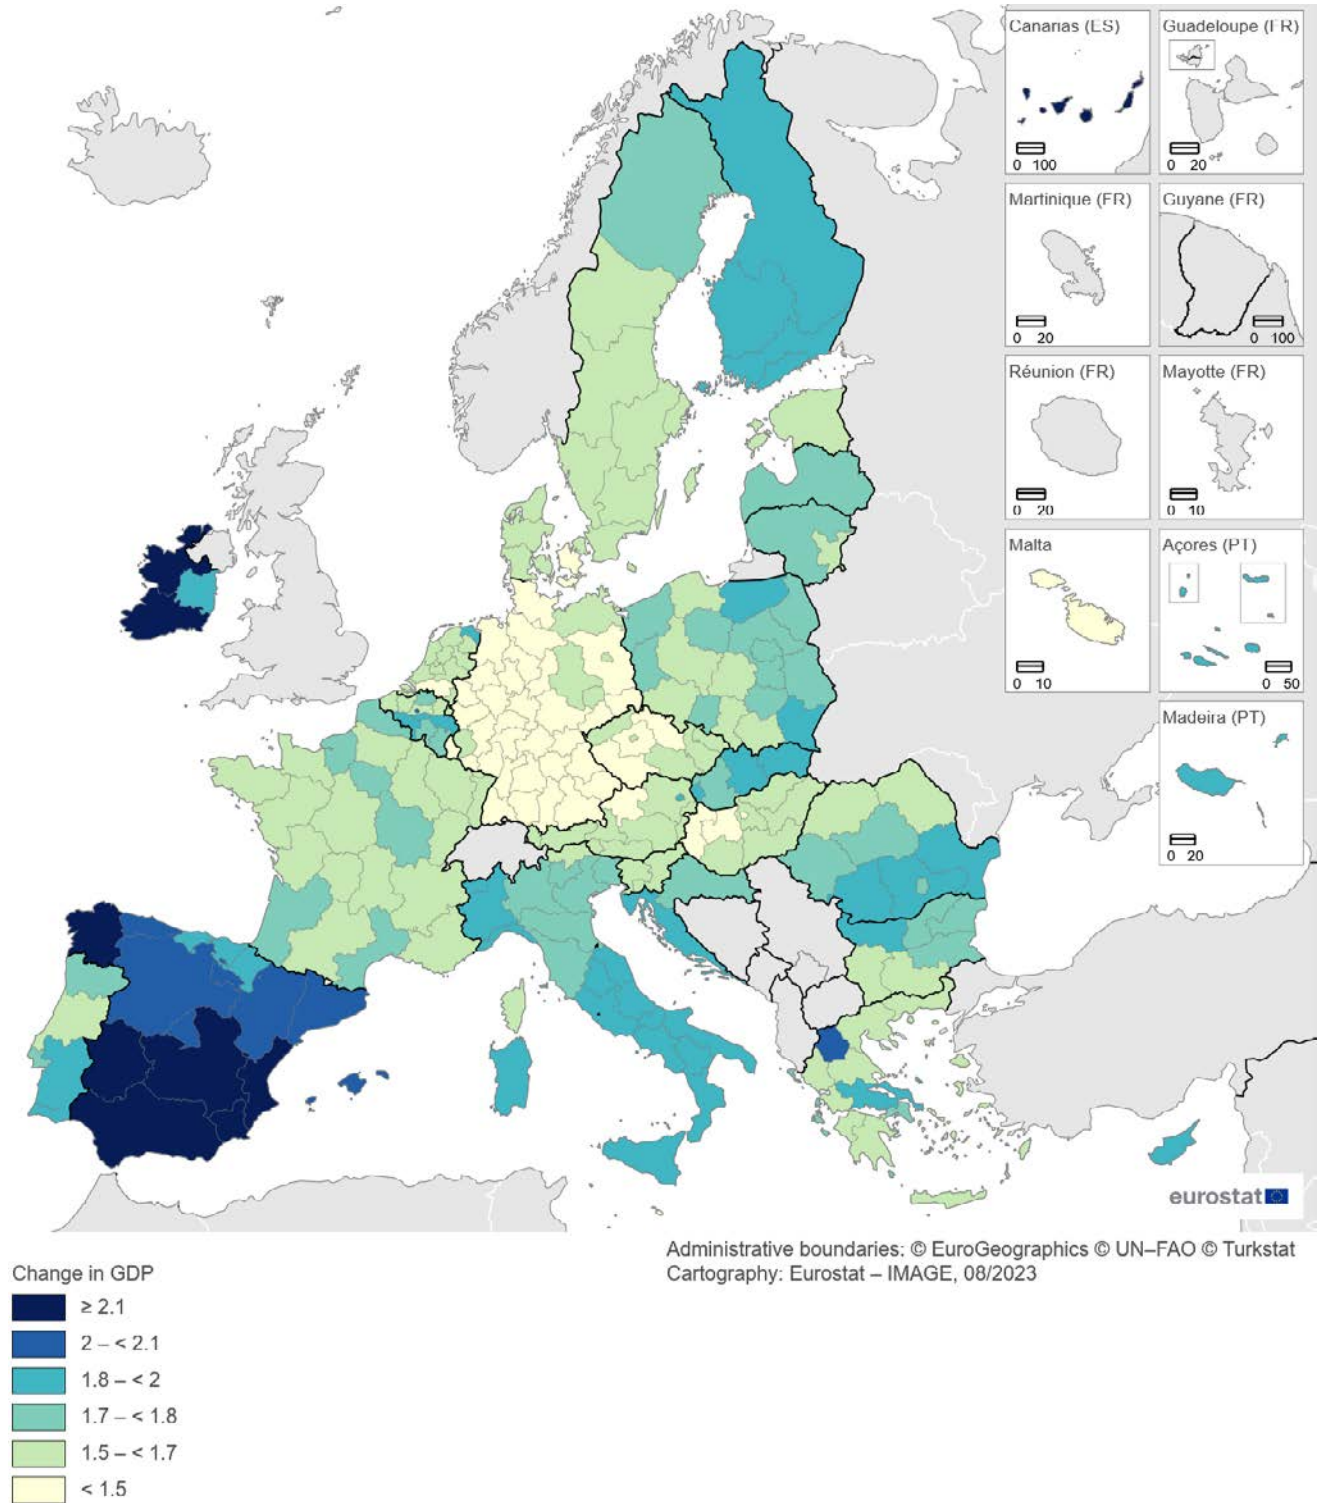 Canarias (ES)
0 100
Guadeloupe (FR)
0 20
Martinique (FR)
0 20
Guyane (FR)
0 100
Réunion (FR)
0 20
Mayotte (FR)
0 10
Malta
0 10
Açores (PT)
0 50
Madeira (PT)
0 20
eurostat
Administrative boundaries: © EuroGeographics © UN–FAO © Turkstat
Cartography: Eurostat – IMAGE, 08/2023
Change in GDP
≥ 2.1
2 – < 2.1
1.8 – < 2
1.7 – < 1.8
1.5 – < 1.7
< 1.5